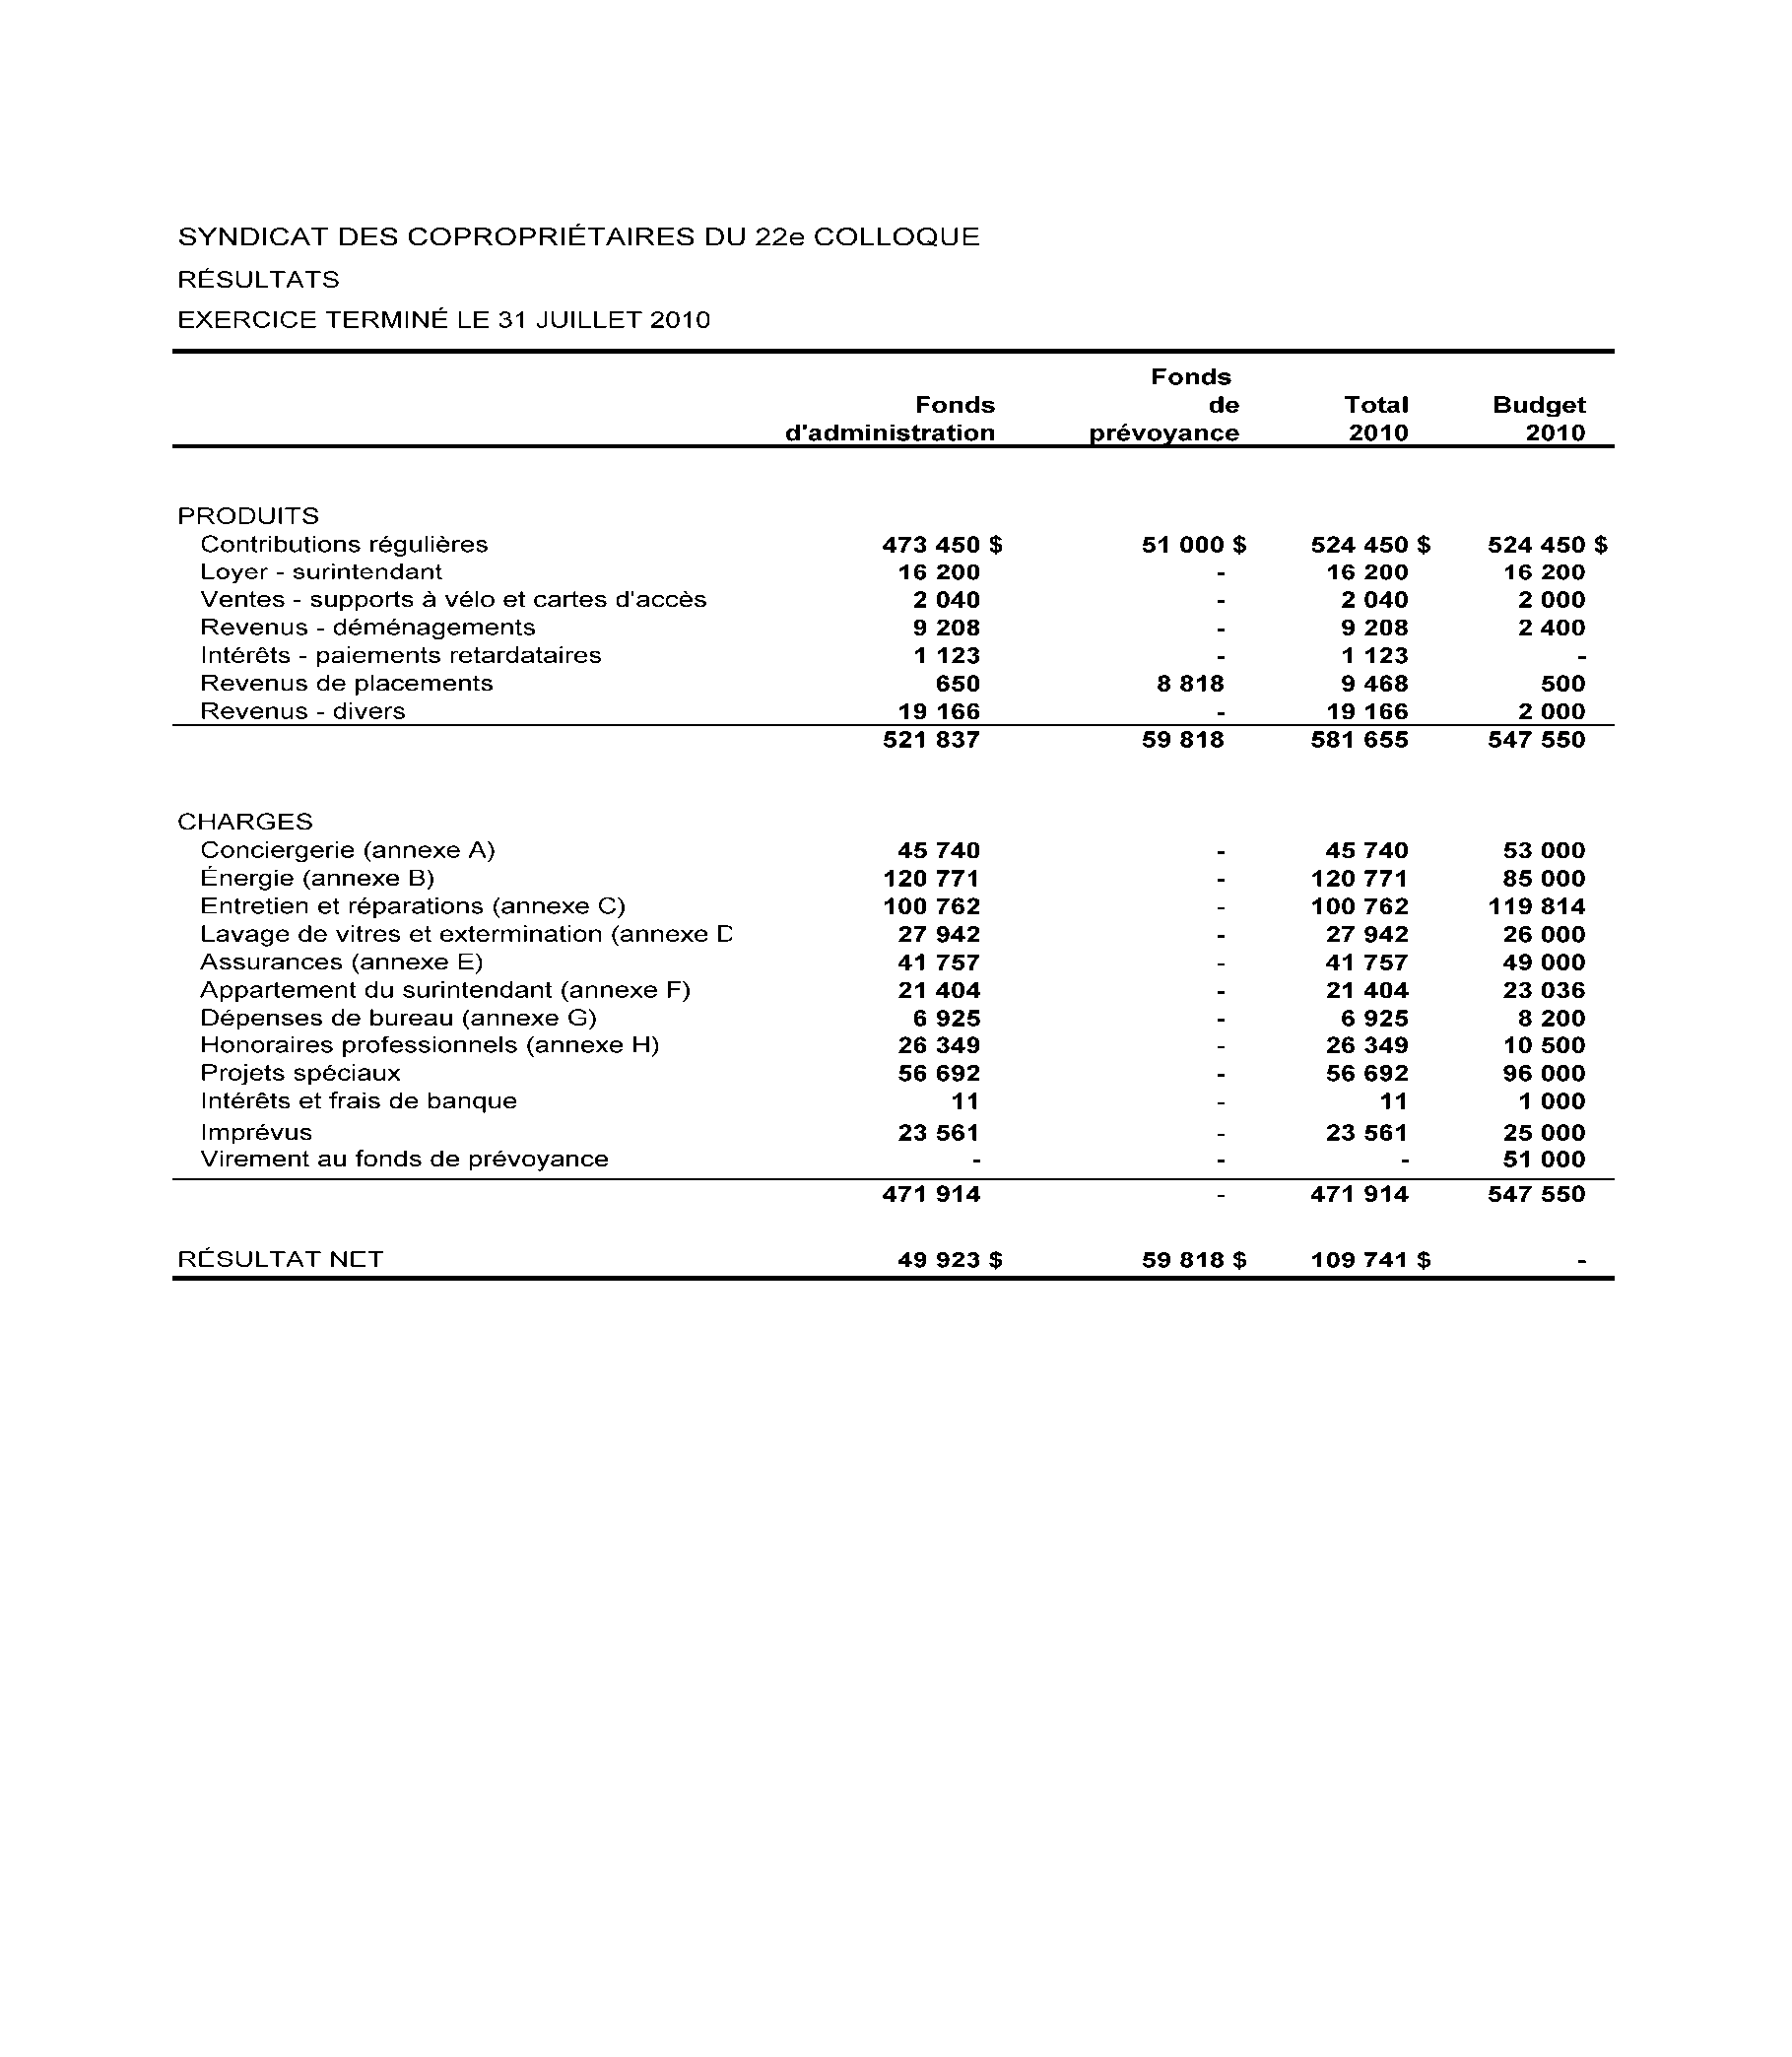 SYNDICAT DES COPROPRIÉTAIRES DU 22e COLLOQUE
RÉSULTATS
EXERCICE TERMINÉ LE 31 JUILLET 2010
Fonds
Fonds de Total Budget
d'administration prévoyance 2010 2010
PRODUITS
Contributions régulières 473 450 $ 51 000 $ 524 450 $ 524 450 $
Loyer - surintendant 16 200 - 16 200 16 200
Ventes - supports à vélo et cartes d'accès 2 040 - 2 040 2 000
Revenus - déménagements 9 208 - 9 208 2 400
Intérêts - paiements retardataires 1 123 - 1 123 -
Revenus de placements 650 8 818 9 468 500
Revenus - divers 19 166 - 19 166 2 000
521 837 59 818 581 655 547 550
CHARGES
Conciergerie (annexe A) 45 740 - 45 740 53 000
Énergie (annexe B) 120 771 - 120 771 85 000
Entretien et réparations (annexe C) 100 762 - 100 762 119 814
Lavage de vitres et extermination (annexe D 27 942 - 27 942 26 000
Assurances (annexe E) 41 757 - 41 757 49 000
Appartement du surintendant (annexe F) 21 404 - 21 404 23 036
Dépenses de bureau (annexe G) 6 925 - 6 925 8 200
Honoraires professionnels (annexe H) 26 349 - 26 349 10 500
Projets spéciaux 56 692 - 56 692 96 000
Intérêts et frais de banque 11 - 11 1 000
Imprévus 23 561 - 23 561 25 000
Virement au fonds de prévoyance - - - 51 000
471 914 - 471 914 547 550
RÉSULTAT NET 49 923 $ 59 818 $ 109 741 $ -